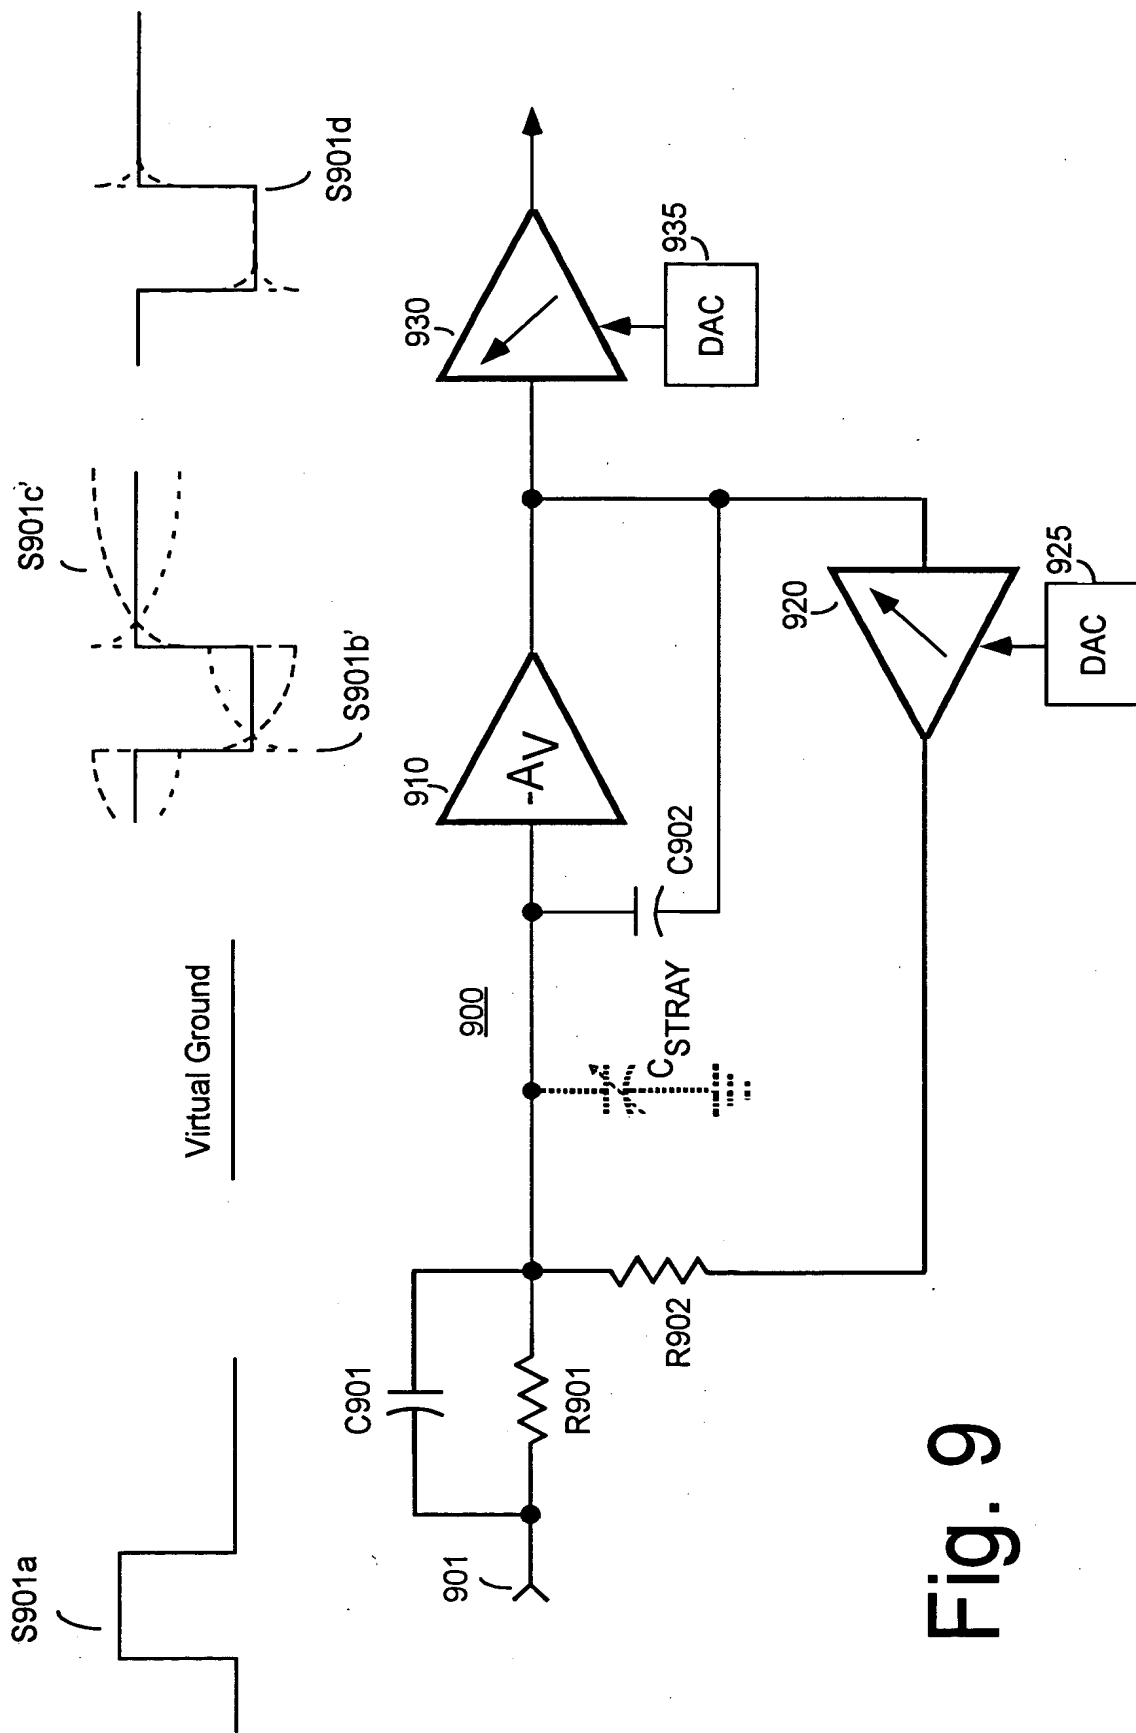 S901a
Virtual Ground
S901c'
S901b'
S901d
901
C901
R901
R902
900
CSTRAY
C902
910
-AV
920
925
DAC
930
935
DAC
Fig. 9